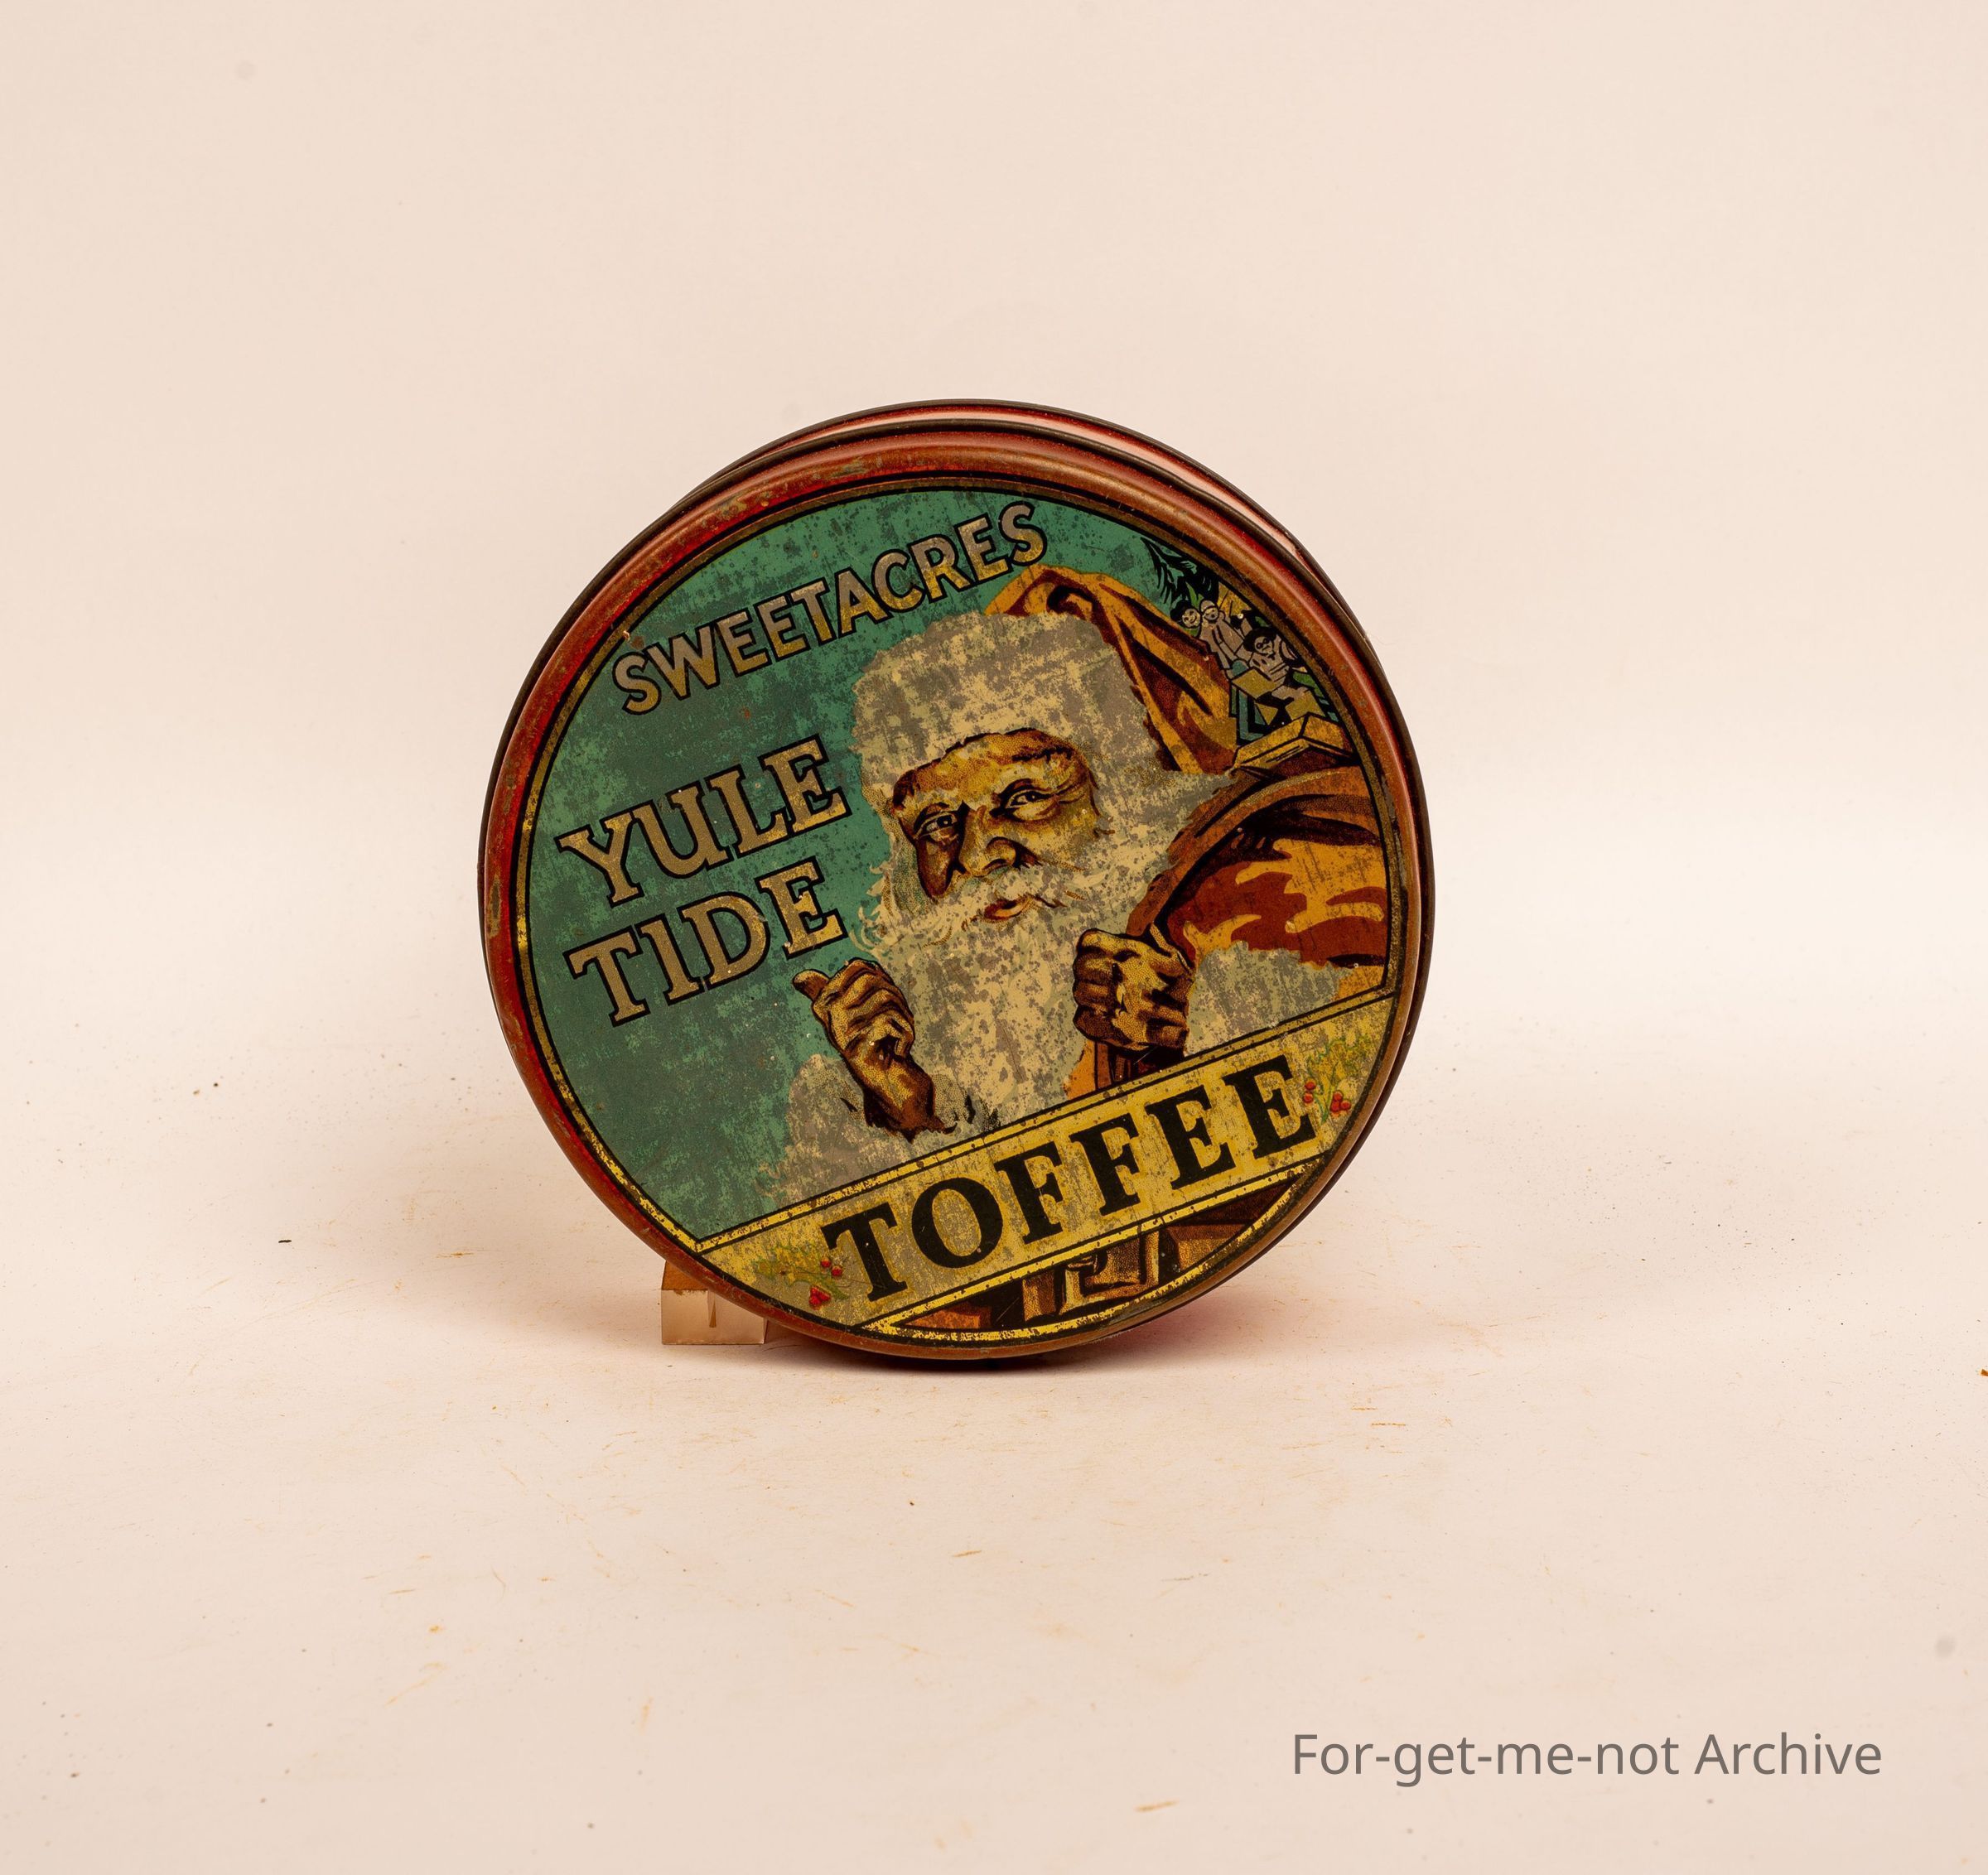 SWEETACRES
YULE
TIDE
TOFFEE
For-get-me-not Archive